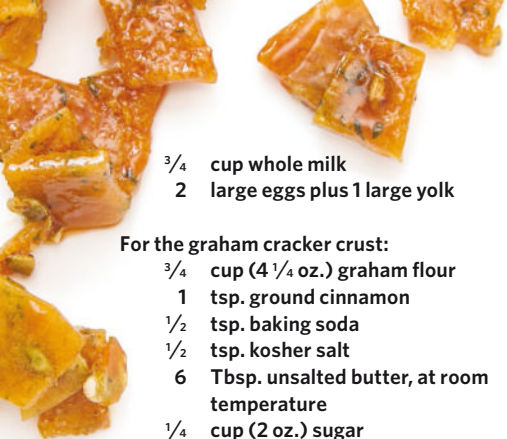 ¾ cup whole milk
2 large eggs plus 1 large yolk
For the graham cracker crust:
¾ cup (4 ¼ oz.) graham flour
1 tsp. ground cinnamon
½ tsp. baking soda
½ tsp. kosher salt
6 Tbsp. unsalted butter, at room
temperature
¼ cup (2 oz.) sugar